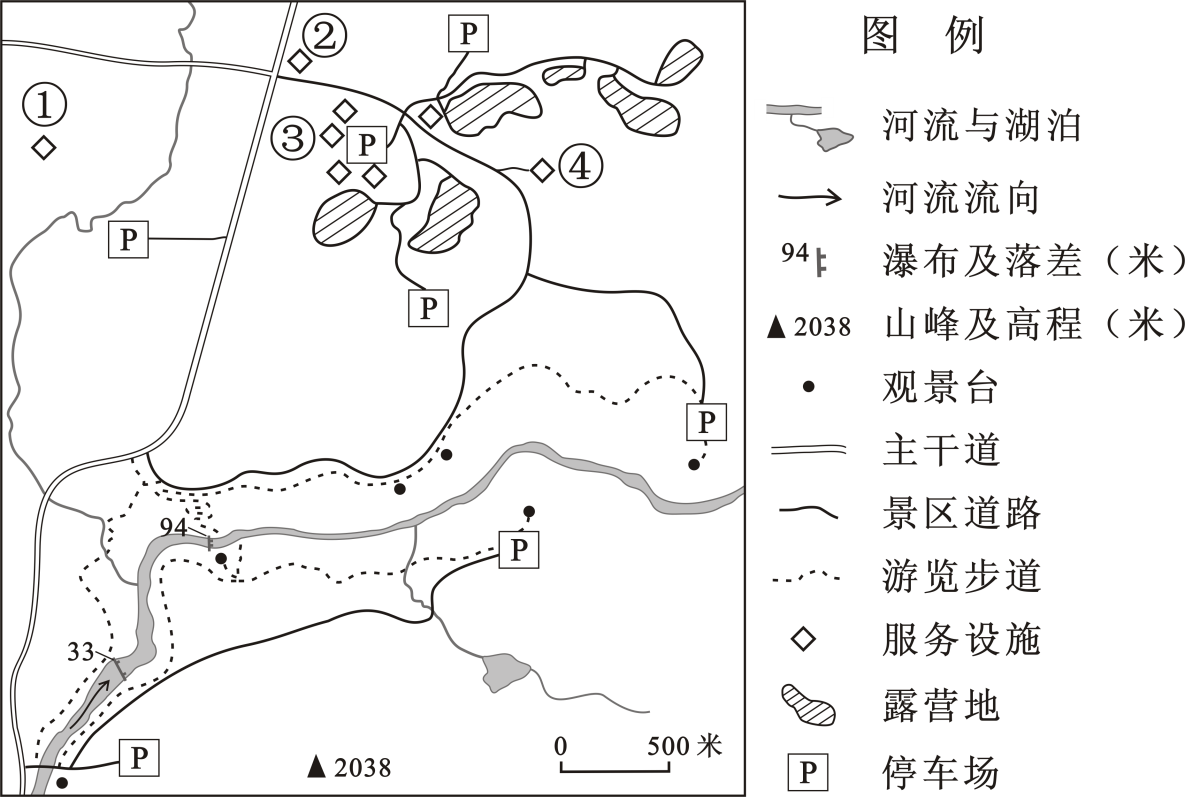 ②
P
①
③
P
④
P
P
P
94
P
33
P
2038
0 500 米
图 例
河流与湖泊
河流流向
94 瀑布及落差（米）
2038 山峰及高程（米）
观景台
主干道
景区道路
游览步道
服务设施
露营地
P 停车场